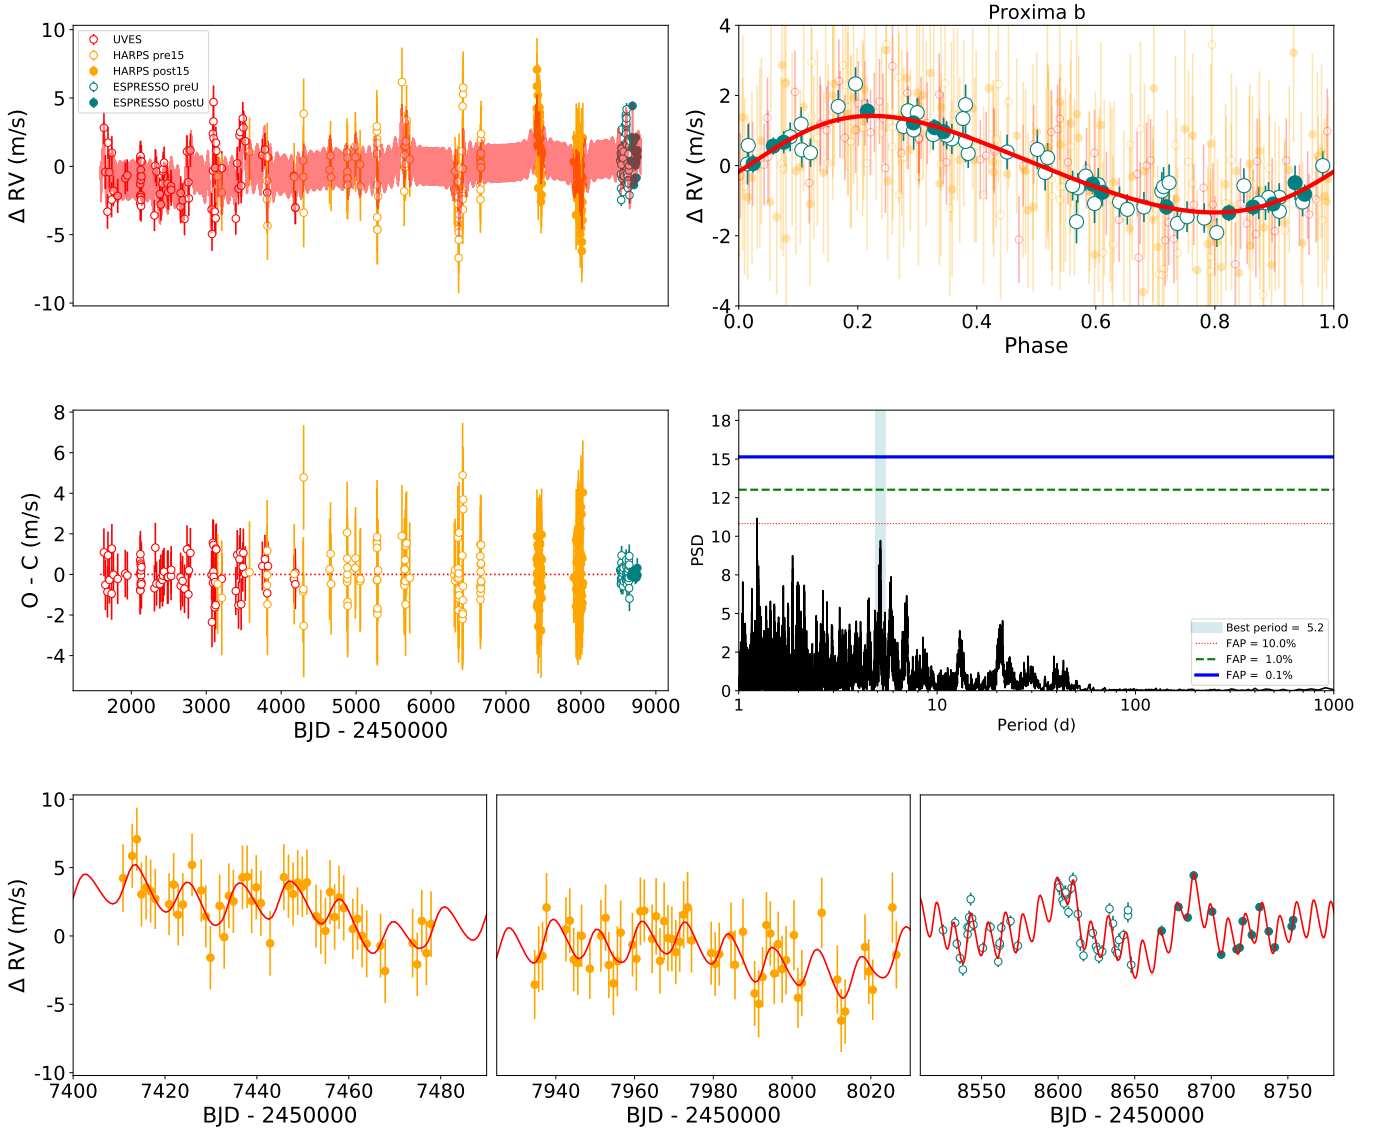 10
5
0
-5
-10
Δ RV (m/s)
UVES
HARPS pre15
HARPS post15
ESPRESSO preU
ESPRESSO postU
Proxima b
4
2
0
-2
-4
Δ RV (m/s)
0.0 0.2 0.4 0.6 0.8 1.0
Phase
8
6
4
2
0
-2
-4
O - C (m/s)
2000 3000 4000 5000 6000 7000 8000 9000
BJD - 2450000
18
15
12
10
8
5
2
0
PSD
Best period = 5.2
FAP = 10.0%
FAP = 1.0%
FAP = 0.1%
1 10 100 1000
Period (d)
10
5
0
-5
-10
Δ RV (m/s)
7400 7420 7440 7460 7480
BJD - 2450000
7940 7960 7980 8000 8020
BJD - 2450000
8550 8600 8650 8700 8750
BJD - 2450000